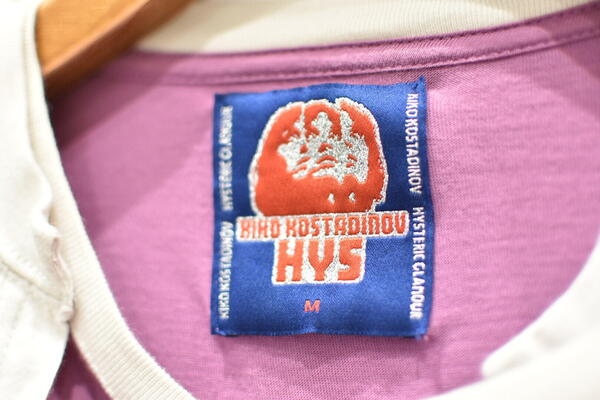 KIKO KOSTADINOV HYSTERIC GLAMOUR
KIKO KOSTADINOV
HYS
M
KIKO KOSTADINOV HYSTERIC GLAMOUR